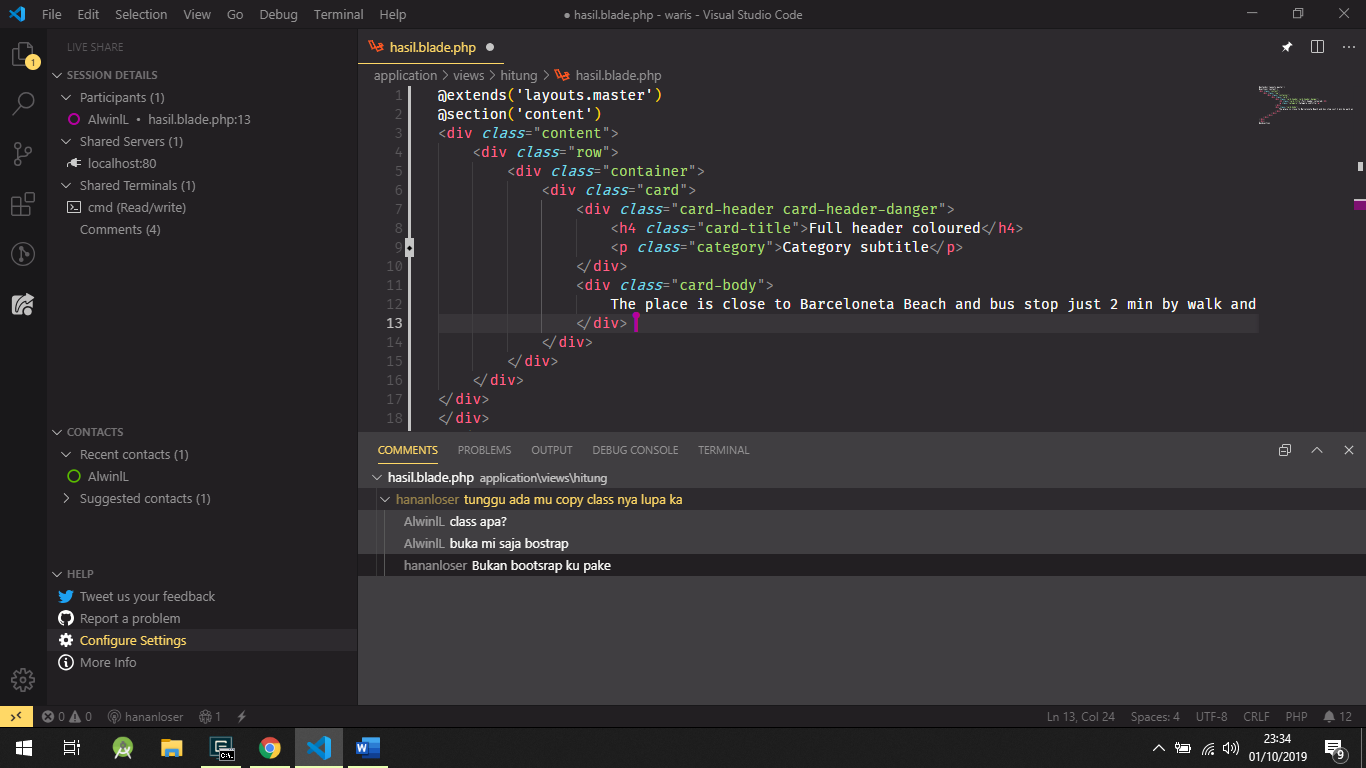 File Edit Selection View Go Debug Terminal Help ● hasil.blade.php - waris - Visual Studio Code
LIVE SHARE
SESSION DETAILS
Participants (1)
AlwinlL • hasil.blade.php:13
Shared Servers (1)
localhost:80
Shared Terminals (1)
cmd (Read/write)
Comments (4)
CONTACTS
Recent contacts (1)
AlwinlL
Suggested contacts (1)
HELP
Tweet us your feedback
Report a problem
Configure Settings
More Info
1
hasil.blade.php ●
application > views > hitung > hasil.blade.php
1 @extends('layouts.master')
2 @section('content')
3 <div class="content">
4 <div class="row">
5 <div class="container">
6 <div class="card">
7 <div class="card-header card-header-danger">
8 <h4 class="card-title">Full header coloured</h4>
9 <p class="category">Category subtitle</p>
10 </div>
11 <div class="card-body">
12 The place is close to Barceloneta Beach and bus stop just 2 min by walk and
13 </div>
14 </div>
15 </div>
16 </div>
17 </div>
18 </div>
COMMENTS PROBLEMS OUTPUT DEBUG CONSOLE TERMINAL
hasil.blade.php application\views\hitung
hananloser tunggu ada mu copy class nya lupa ka
AlwinlL class apa?
AlwinlL buka mi saja bostrap
hananloser Bukan bootsrap ku pake
0 0 hananloser 1 Ln 13, Col 24 Spaces: 4 UTF-8 CRLF PHP 12
C:\. W 23:34
01/10/2019 9